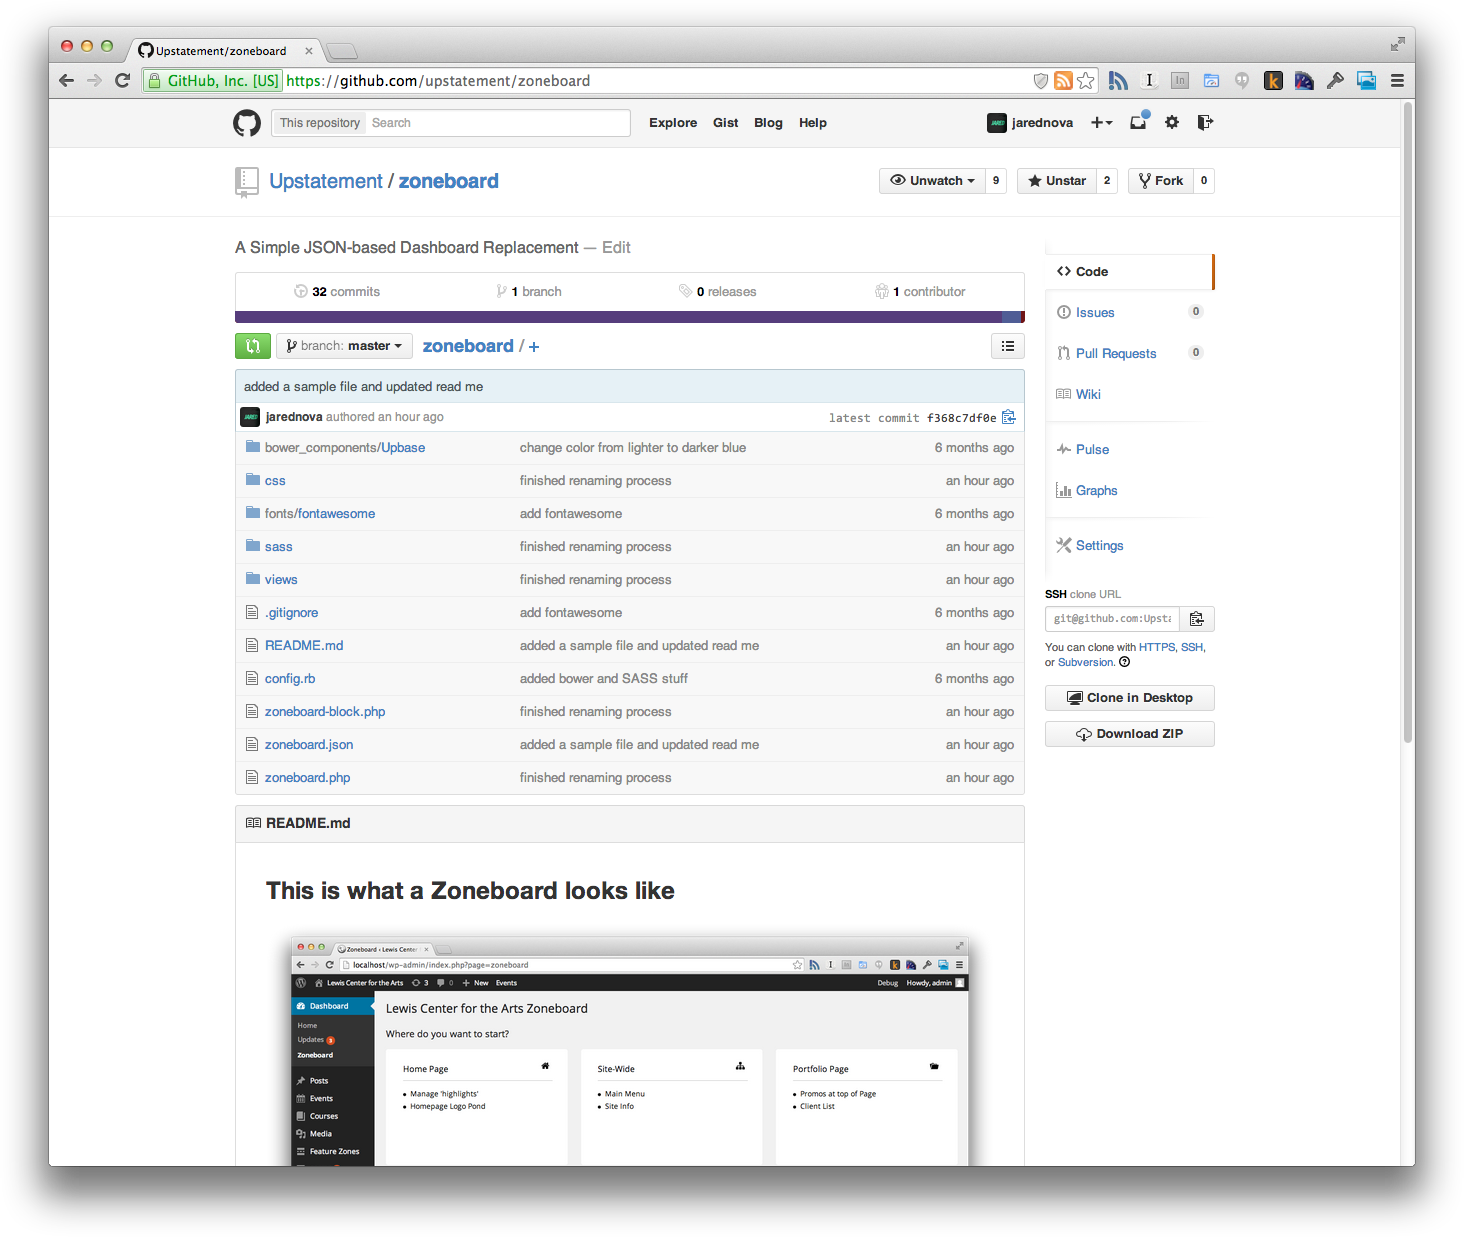 Upstatement/zoneboard
GitHub, Inc. [US] https://github.com/upstatement/zoneboard
This repository Search Explore Gist Blog Help jarednova
Upstatement / zoneboard Unwatch 9 Unstar 2 Fork 0
A Simple JSON-based Dashboard Replacement — Edit
32 commits 1 branch 0 releases 1 contributor
branch: master zoneboard / +
added a sample file and updated read me
jarednova authored an hour ago latest commit f368c7df0e
bower_components/Upbase change color from lighter to darker blue 6 months ago
css finished renaming process an hour ago
fonts/fontawesome add fontawesome 6 months ago
sass finished renaming process an hour ago
views finished renaming process an hour ago
.gitignore add fontawesome 6 months ago
README.md added a sample file and updated read me an hour ago
config.rb added bower and SASS stuff 6 months ago
zoneboard-block.php finished renaming process an hour ago
zoneboard.json added a sample file and updated read me an hour ago
zoneboard.php finished renaming process an hour ago
Code
Issues 0
Pull Requests 0
Wiki
Pulse
Graphs
Settings
SSH clone URL
git@github.com:Upsta
You can clone with HTTPS, SSH,
or Subversion.
Clone in Desktop
Download ZIP
README.md
This is what a Zoneboard looks like
Zoneboard ‹ Lewis Center
localhost/wp-admin/index.php?page=zoneboard
Lewis Center for the Arts 3 0 + New Events Debug Howdy, admin
Dashboard
Home
Updates 3
Zoneboard
Posts
Events
Courses
Media
Feature Zones
Lewis Center for the Arts Zoneboard
Where do you want to start?
Home Page
• Manage 'highlights'
• Homepage Logo Pond
Site-Wide
• Main Menu
• Site Info
Portfolio Page
• Promos at top of Page
• Client List